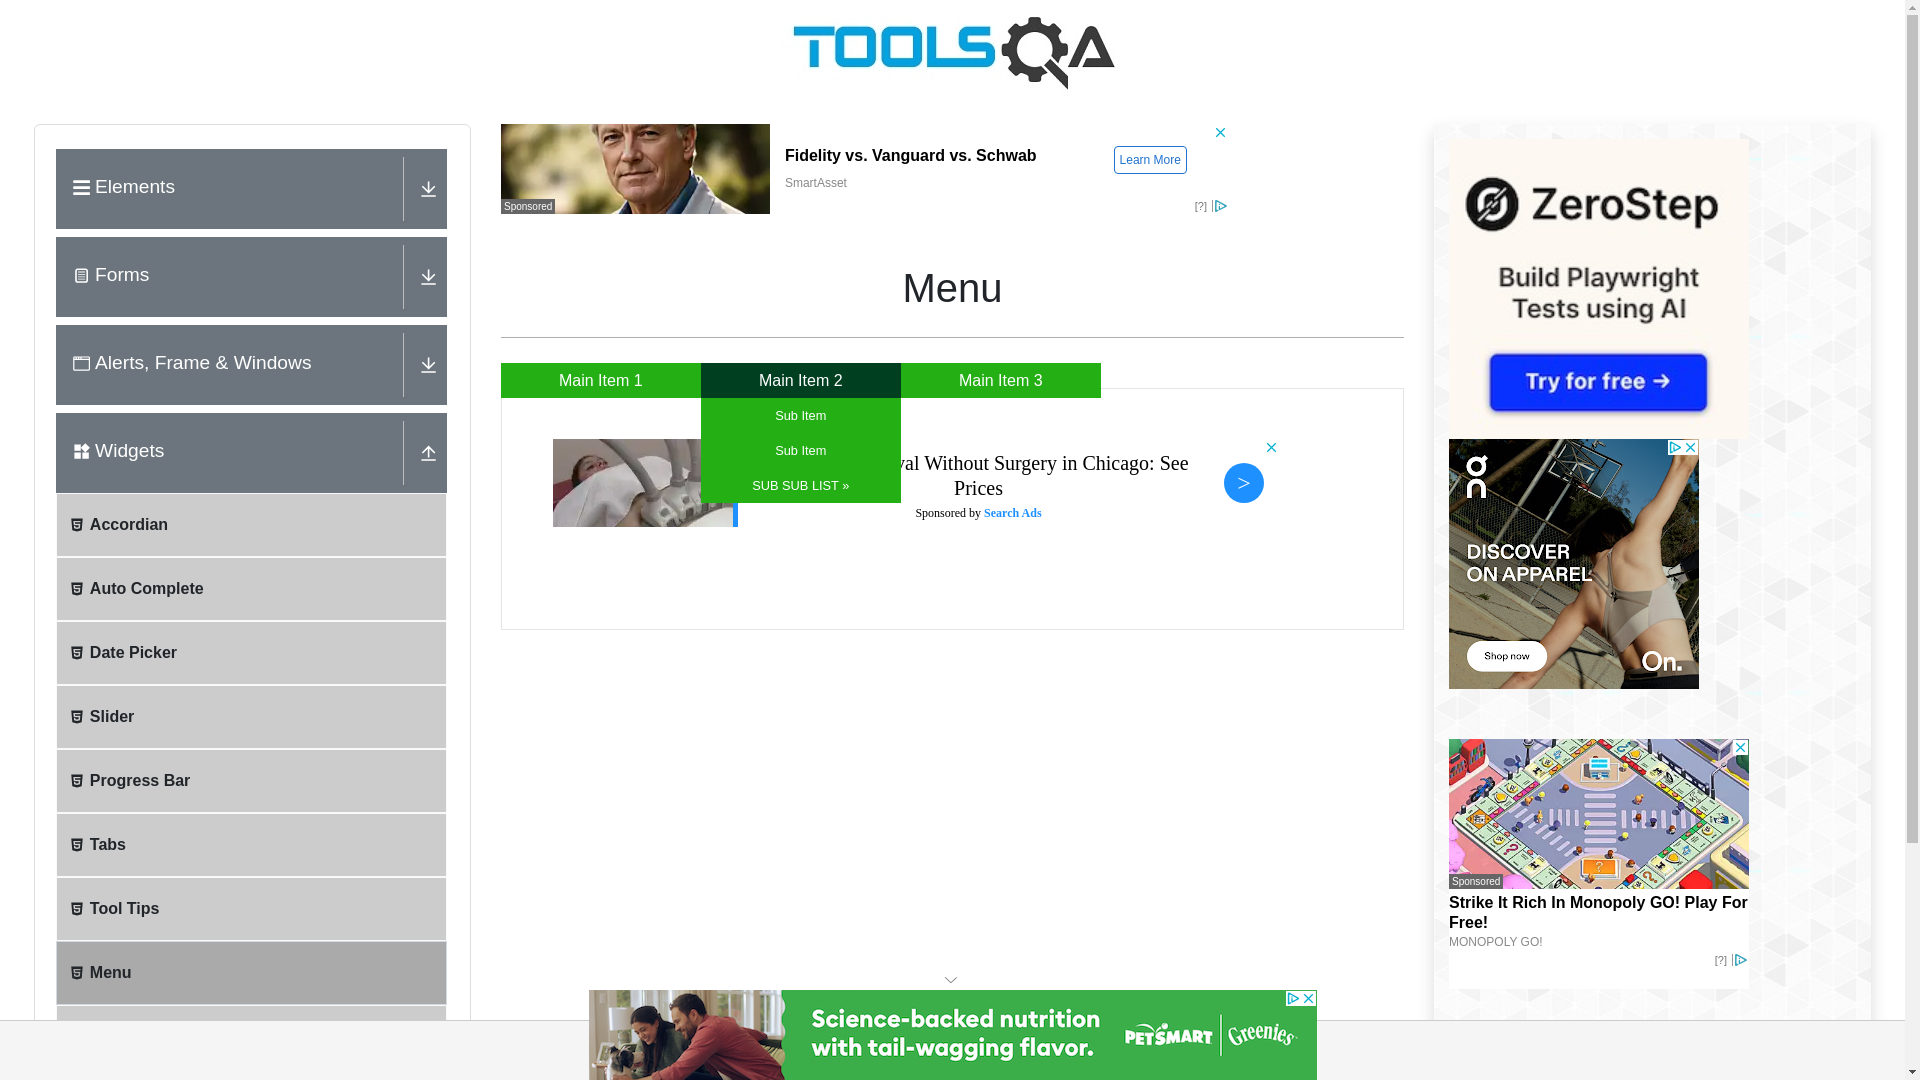 TOOLSQA
Elements
Forms
Alerts, Frame & Windows
Widgets
Accordian
Auto Complete
Date Picker
Slider
Progress Bar
Tabs
Tool Tips
Menu
Sponsored
Fidelity vs. Vanguard vs. Schwab
SmartAsset
Learn More
[?]
Menu
Main Item 1
Main Item 2
Main Item 3
Sub Item
Sub Item
SUB SUB LIST »
Without Surgery in Chicago: See
Prices
Sponsored by Search Ads
>
ZeroStep
Build Playwright
Tests using AI
Try for free →
DISCOVER
ON APPAREL
Shop now
On.
Sponsored
Strike It Rich In Monopoly GO! Play For
Free!
MONOPOLY GO!
[?]
Science-backed nutrition
with tail-wagging flavor.
PETSMART
Greenies